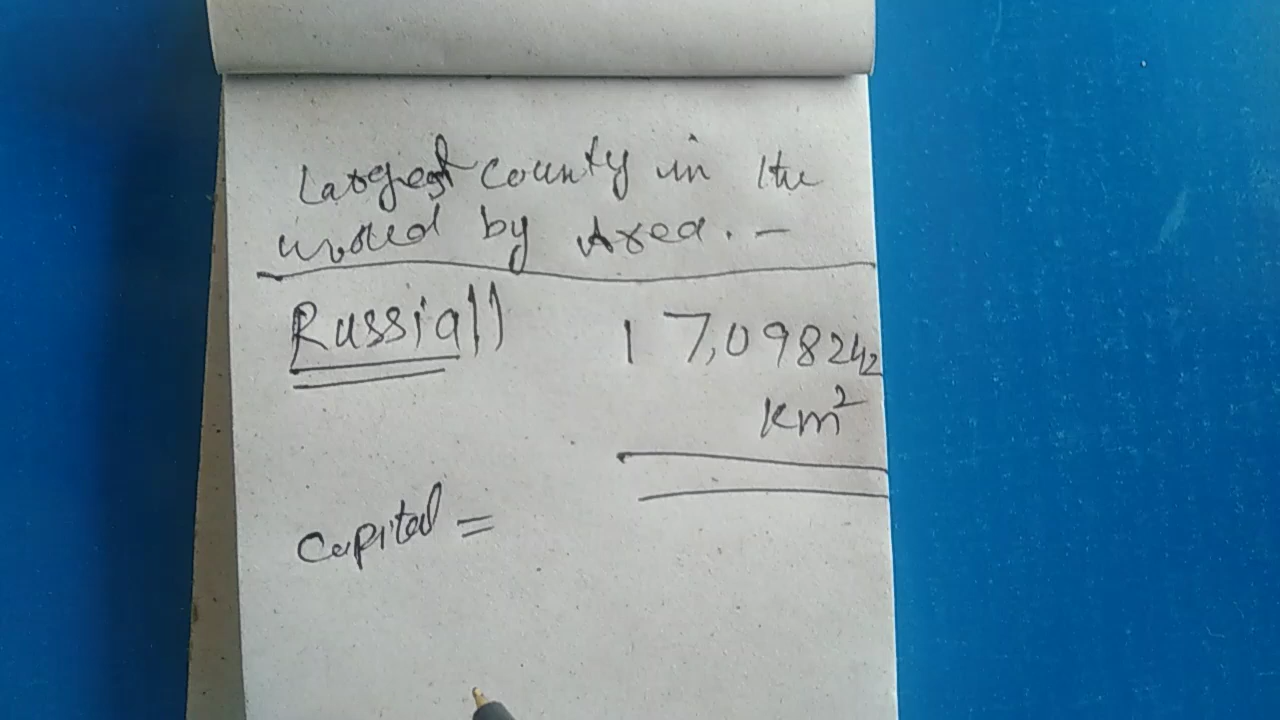 Largest county in the
world by Area. -
Russia
17,098242
Km²
Capital =